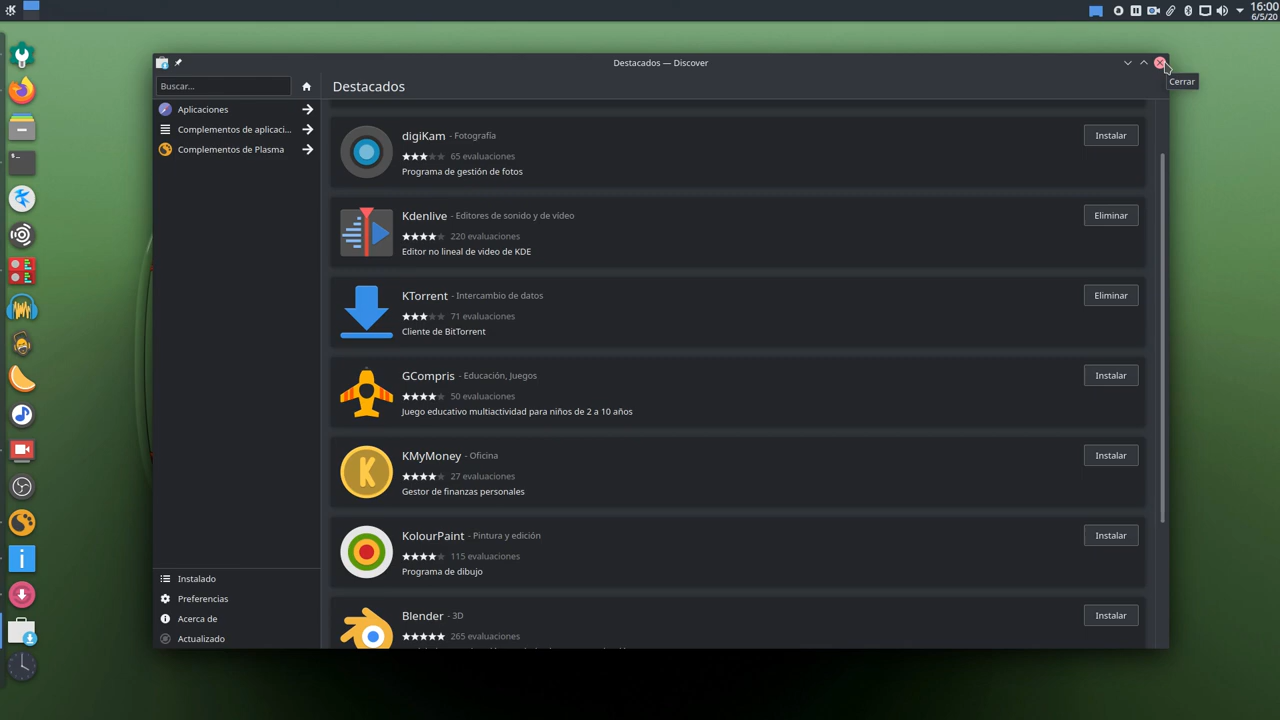 16:00
6/5/20
Destacados — Discover
Cerrar
Buscar...
Destacados
Aplicaciones
Complementos de aplicaci...
Complementos de Plasma
digiKam - Fotografía
65 evaluaciones
Programa de gestión de fotos
Instalar
Kdenlive - Editores de sonido y de vídeo
220 evaluaciones
Editor no lineal de video de KDE
Eliminar
KTorrent - Intercambio de datos
71 evaluaciones
Cliente de BitTorrent
Eliminar
GCompris - Educación, Juegos
50 evaluaciones
Juego educativo multiactividad para niños de 2 a 10 años
Instalar
KMyMoney - Oficina
27 evaluaciones
Gestor de finanzas personales
Instalar
KolourPaint - Pintura y edición
115 evaluaciones
Programa de dibujo
Instalar
Blender - 3D
265 evaluaciones
Instalar
Instalado
Preferencias
Acerca de
Actualizado